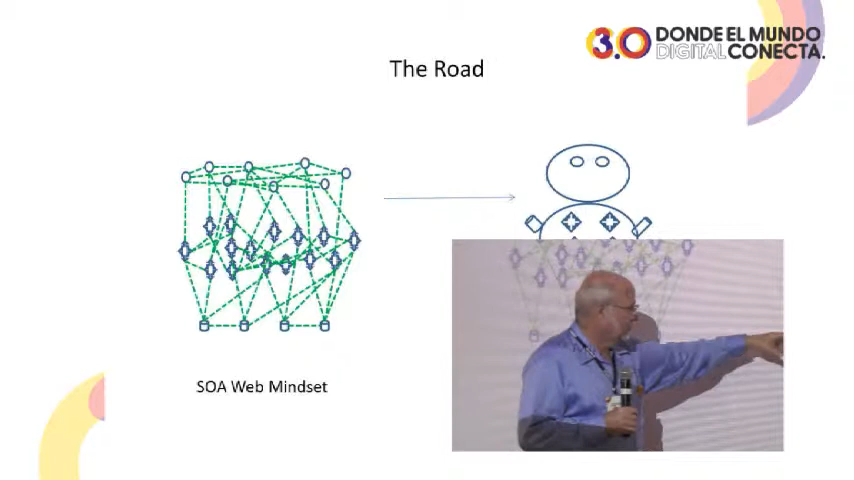 3.0 DONDE EL MUNDO
DIGITAL CONECTA.
The Road
SOA Web Mindset